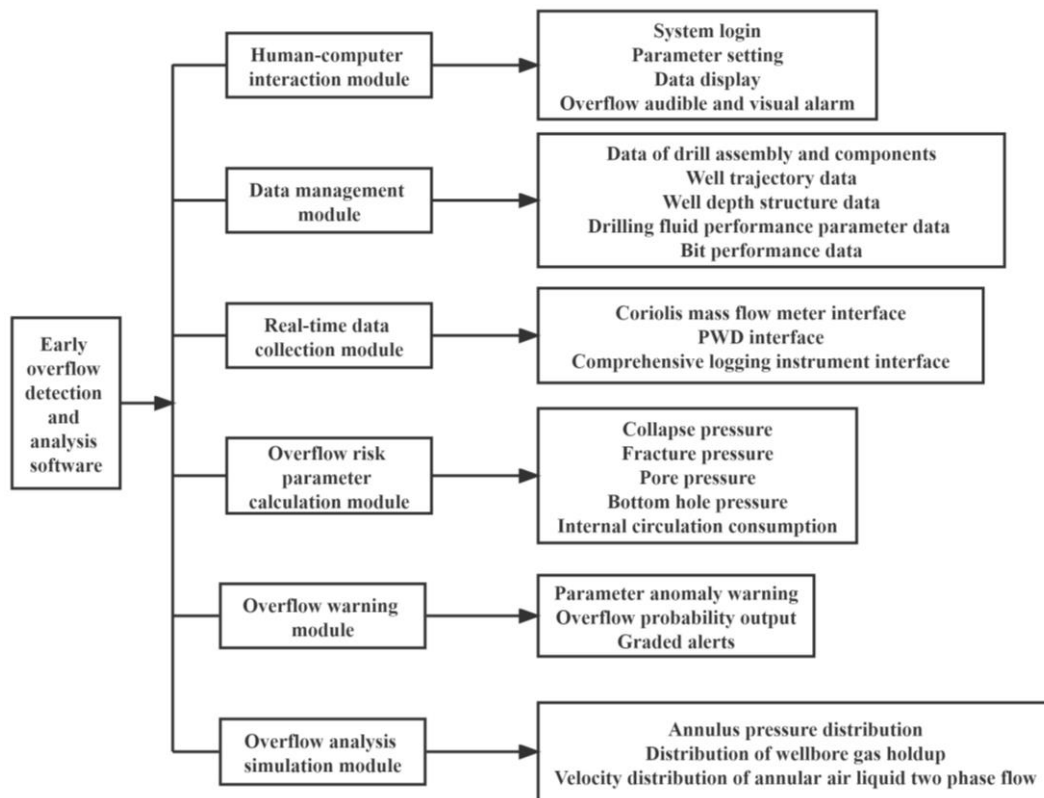 Early
overflow
detection
and
analysis
software
Human-computer
interaction module
System login
Parameter setting
Data display
Overflow audible and visual alarm
Data management
module
Data of drill assembly and components
Well trajectory data
Well depth structure data
Drilling fluid performance parameter data
Bit performance data
Real-time data
collection module
Coriolis mass flow meter interface
PWD interface
Comprehensive logging instrument interface
Overflow risk
parameter
calculation module
Collapse pressure
Fracture pressure
Pore pressure
Bottom hole pressure
Internal circulation consumption
Overflow warning
module
Parameter anomaly warning
Overflow probability output
Graded alerts
Overflow analysis
simulation module
Annulus pressure distribution
Distribution of wellbore gas holdup
Velocity distribution of annular air liquid two phase flow